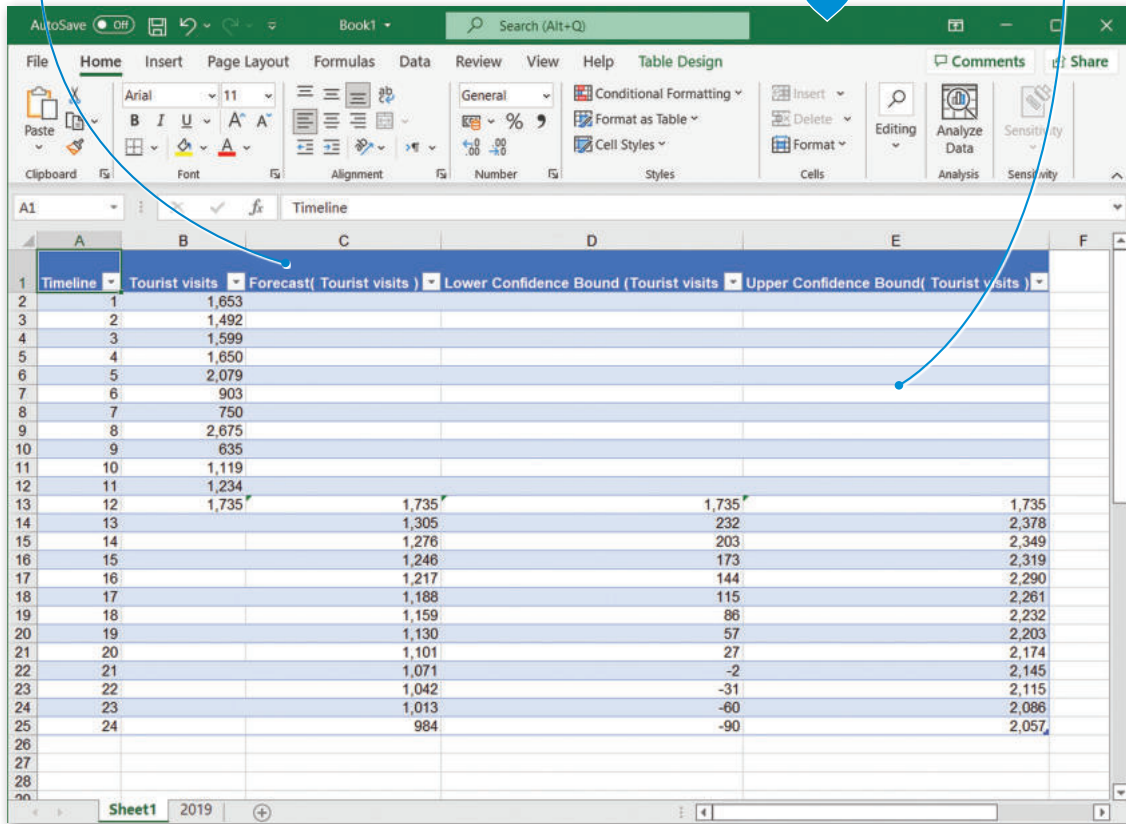 AutoSave Off Book1 Search (Alt+Q)
File Home Insert Page Layout Formulas Data Review View Help Table Design Comments Share
Paste Arial 11 General Conditional Formatting Insert Editing Analyze Data Sensitivity
B I U A A % 9 Format as Table Delete
A Cell Styles Format
Clipboard Font Alignment Number Styles Cells Analysis Sensitivity
A1 fx Timeline
A B C D E F
1 Timeline Tourist visits Forecast( Tourist visits ) Lower Confidence Bound (Tourist visits Upper Confidence Bound( Tourist visits )
2 1 1,653
3 2 1,492
4 3 1,599
5 4 1,650
6 5 2,079
7 6 903
8 7 750
9 8 2,675
10 9 635
11 10 1,119
12 11 1,234
13 12 1,735 1,735 1,735 1,735
14 13 1,305 232 2,378
15 14 1,276 203 2,349
16 15 1,246 173 2,319
17 16 1,217 144 2,290
18 17 1,188 115 2,261
19 18 1,159 86 2,232
20 19 1,130 57 2,203
21 20 1,101 27 2,174
22 21 1,071 -2 2,145
23 22 1,042 -31 2,115
24 23 1,013 -60 2,086
25 24 984 -90 2,057
26
27
28
Sheet1 2019